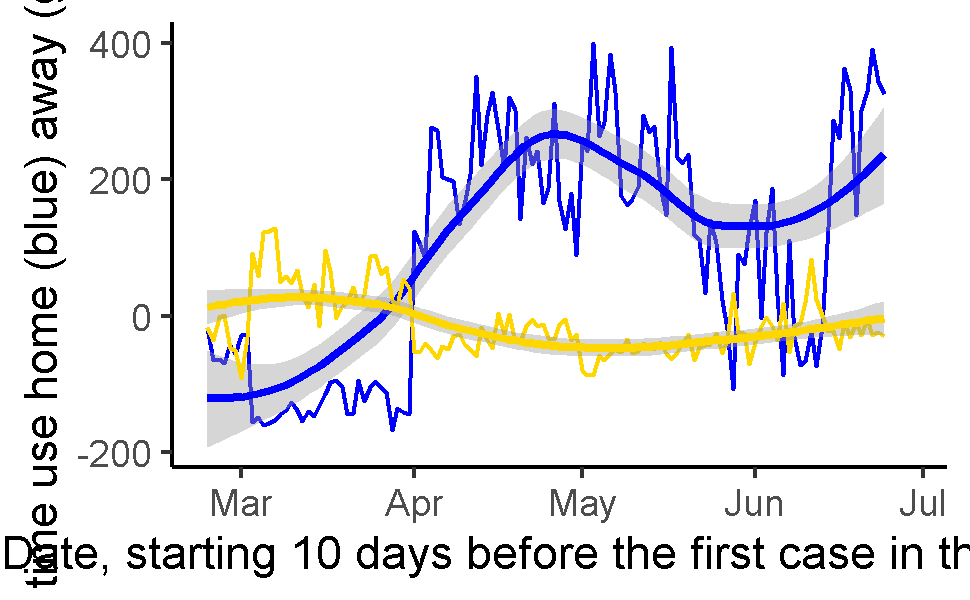 time use home (blue) away (
400
200
0
-200
Mar Apr May Jun Jul
Date, starting 10 days before the first case in th